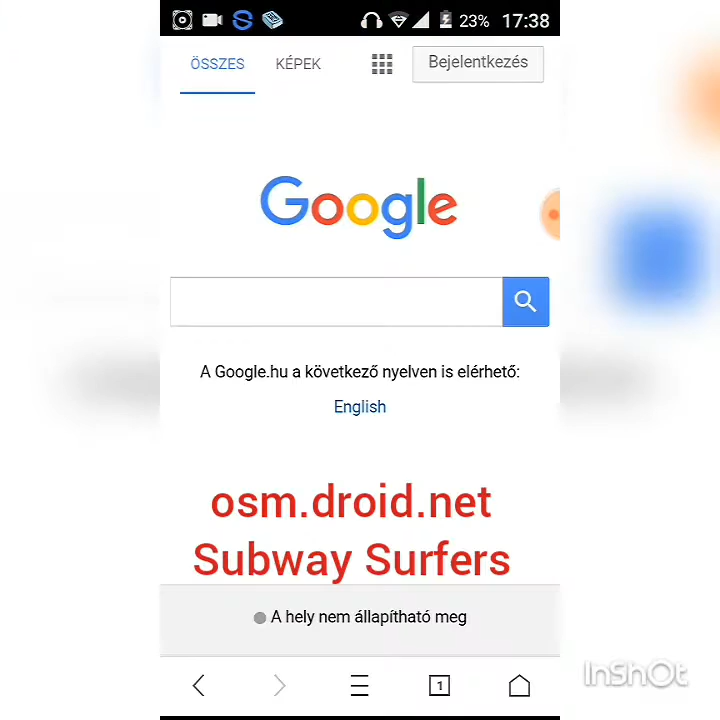 23% 17:38
ÖSSZES KÉPEK Bejelentkezés
Google
A Google.hu a következő nyelven is elérhető:
English
osm.droid.net
Subway Surfers
A hely nem állapítható meg
1
InShOt